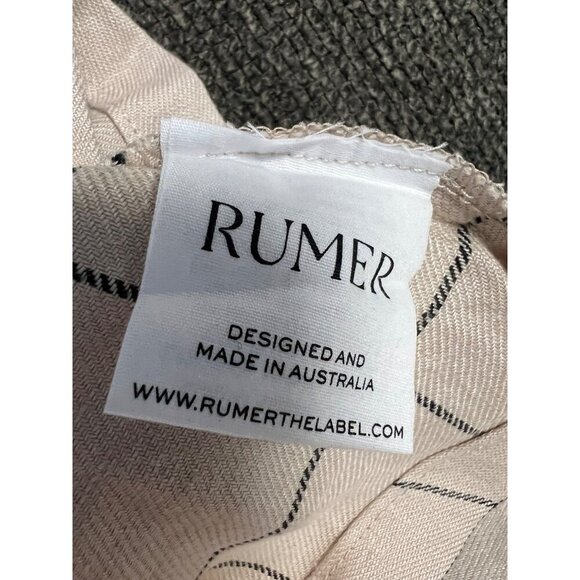 RUMER
DESIGNED AND
MADE IN AUSTRALIA
WWW.RUMERTHELABEL.COM